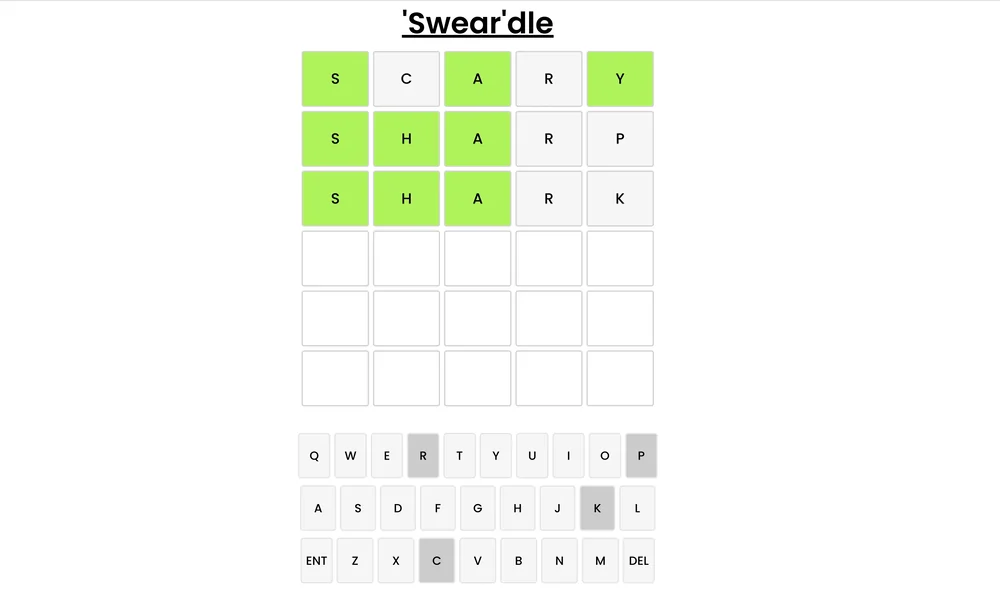 'Swear'dle
S C A R Y
S H A R P
S H A R K
Q W E R T Y U I O P
A S D F G H J K L
ENT Z X C V B N M DEL